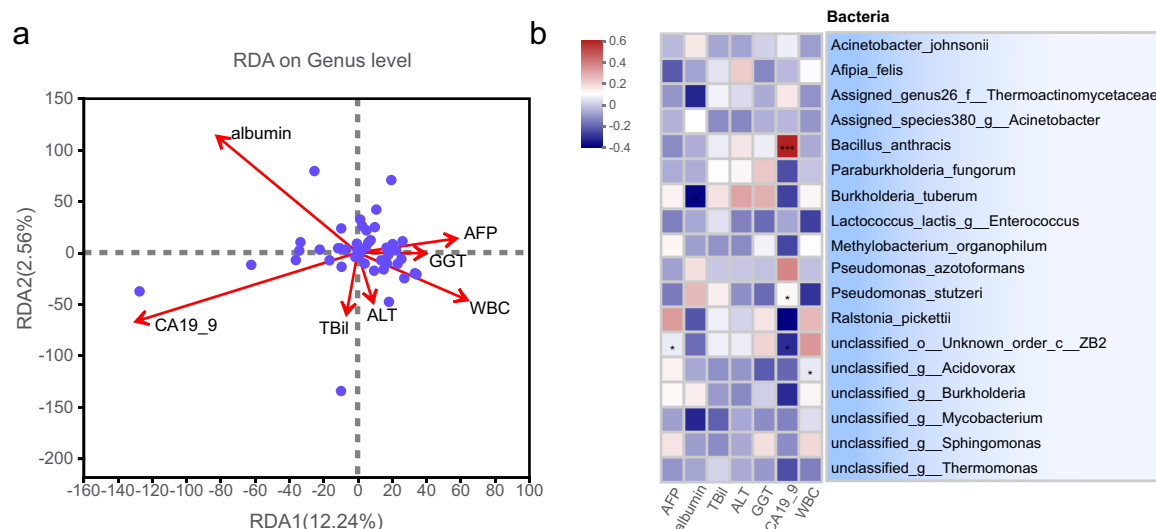 a
RDA on Genus level
RDA2(2.56%)
150
100
50
0
-50
-100
-150
-200
albumin
AFP
GGT
WBC
ALT
TBil
CA19_9
-160 -140 -120 -100 -80 -60 -40 -20 0 20 40 60 80 100
RDA1(12.24%)
b
0.6
0.4
0.2
0
-0.2
-0.4
Bacteria
Acinetobacter_johnsonii
Afipia_felis
Assigned_genus26_f__Thermoactinomycetaceae
Assigned_species380_g__Acinetobacter
Bacillus_anthracis
***
Paraburkholderia_fungorum
Burkholderia_tuberum
*
Lactococcus_lactis_g__Enterococcus
Methylobacterium_organophilum
Pseudomonas_azotoformans
Pseudomonas_stutzeri
*
Ralstonia_pickettii
unclassified_o__Unknown_order_c__ZB2
* *
unclassified_g__Acidovorax
*
unclassified_g__Burkholderia
unclassified_g__Mycobacterium
unclassified_g__Sphingomonas
unclassified_g__Thermomonas
AFP albumin TBil ALT GGT CA19_9 WBC